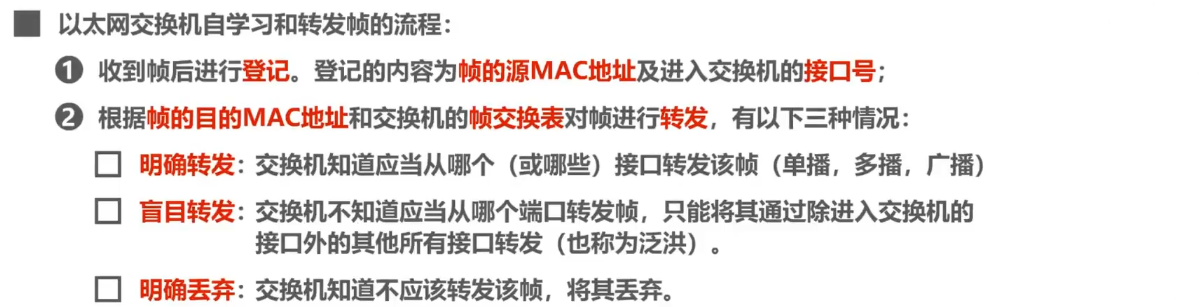 以太网交换机自学习和转发帧的流程：
❶ 收到帧后进行登记。登记的内容为帧的源MAC地址及进入交换机的接口号；
❷ 根据帧的目的MAC地址和交换机的帧交换表对帧进行转发，有以下三种情况：
明确转发：交换机知道应当从哪个（或哪些）接口转发该帧（单播，多播，广播）
盲目转发：交换机不知道应当从哪个端口转发帧，只能将其通过除进入交换机的
接口外的其他所有接口转发（也称为泛洪）。
明确丢弃：交换机知道不应该转发该帧，将其丢弃。